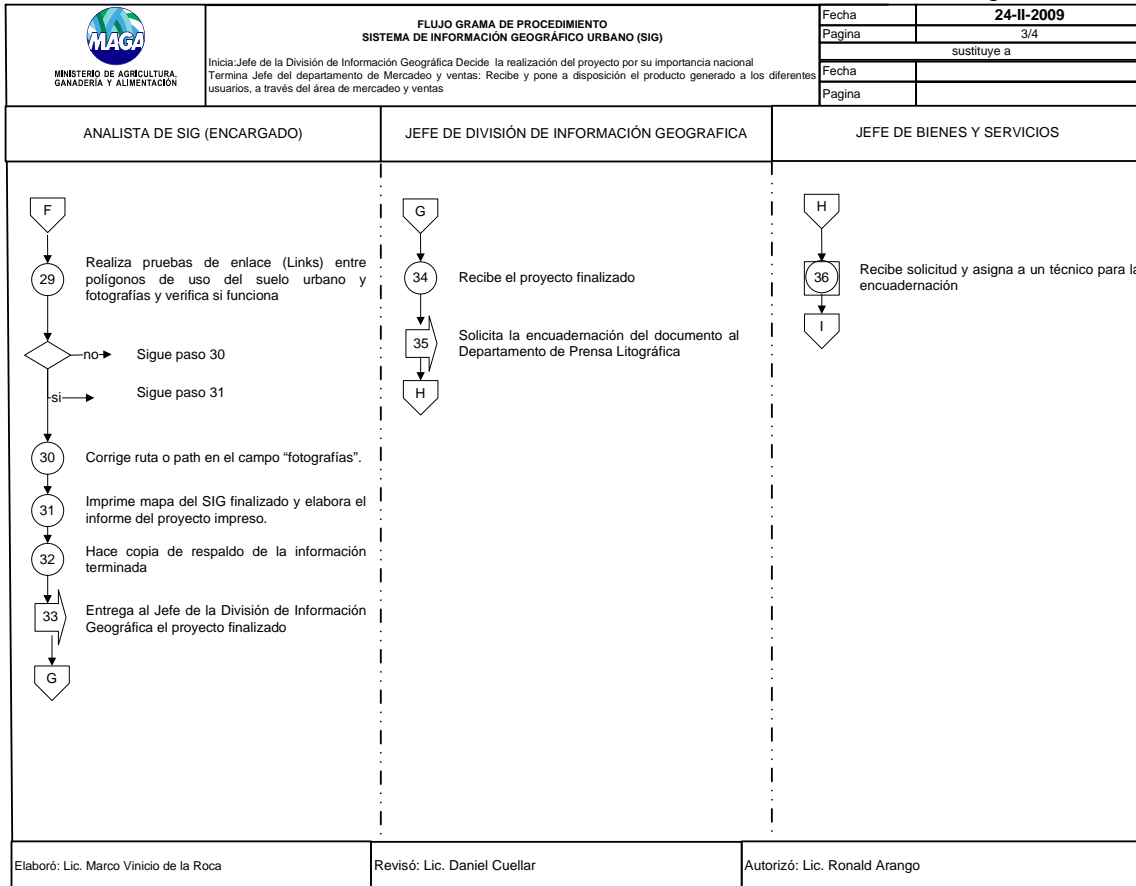 MAGA
MINISTERIO DE AGRICULTURA,
GANADERÍA Y ALIMENTACIÓN
FLUJO GRAMA DE PROCEDIMIENTO
SISTEMA DE INFORMACIÓN GEOGRÁFICO URBANO (SIG)
Inicia:Jefe de la División de Información Geográfica Decide la realización del proyecto por su importancia nacional
Termina Jefe del departamento de Mercadeo y ventas: Recibe y pone a disposición el producto generado a los diferentes
usuarios, a través del área de mercadeo y ventas
Fecha 24-II-2009
Pagina 3/4
sustituye a
Fecha
Pagina
ANALISTA DE SIG (ENCARGADO)
JEFE DE DIVISIÓN DE INFORMACIÓN GEOGRAFICA
JEFE DE BIENES Y SERVICIOS
F
29
Realiza pruebas de enlace (Links) entre
polígonos de uso del suelo urbano y
fotografías y verifica si funciona
no
Sigue paso 30
si
Sigue paso 31
30
Corrige ruta o path en el campo “fotografías”.
31
Imprime mapa del SIG finalizado y elabora el
informe del proyecto impreso.
32
Hace copia de respaldo de la información
terminada
33
Entrega al Jefe de la División de Información
Geográfica el proyecto finalizado
G
G
34
Recibe el proyecto finalizado
35
Solicita la encuadernación del documento al
Departamento de Prensa Litográfica
H
H
36
Recibe solicitud y asigna a un técnico para la
encuadernación
I
Elaboró: Lic. Marco Vinicio de la Roca
Revisó: Lic. Daniel Cuellar
Autorizó: Lic. Ronald Arango